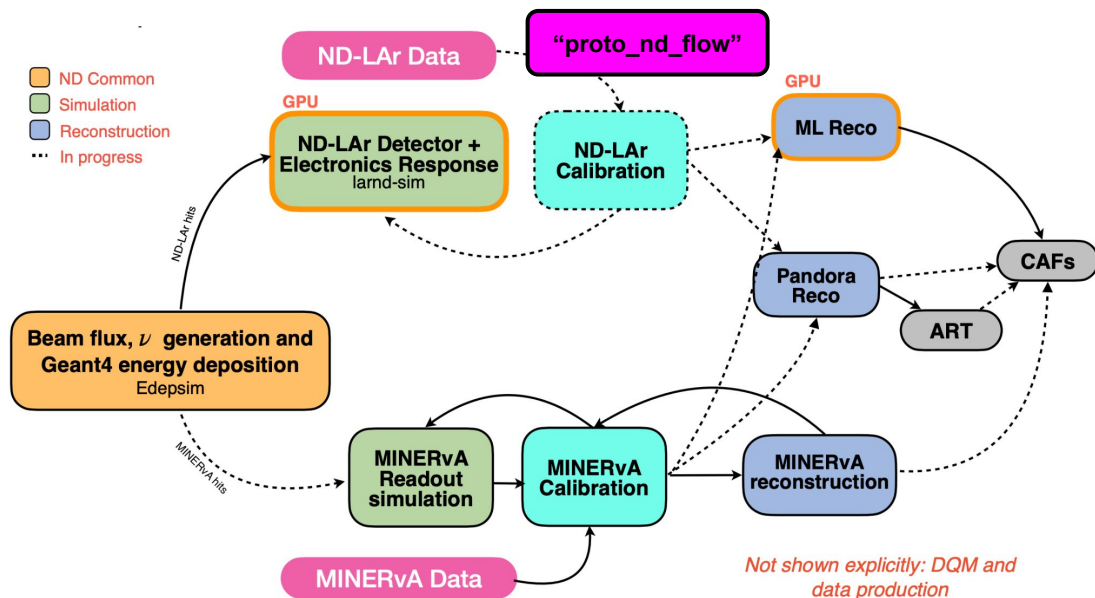 ND-LAr Data
“proto_nd_flow”
ND Common
Simulation
Reconstruction
In progress
GPU
ND-LAr Detector +
Electronics Response
larnd-sim
ND-LAr
Calibration
GPU
ML Reco
ND-LAr hits
CAFs
Pandora
Reco
ART
Beam flux, ν generation and
Geant4 energy deposition
Edepsim
MINERvA hits
MINERvA
Readout
simulation
MINERvA
Calibration
MINERvA
reconstruction
MINERvA Data
Not shown explicitly: DQM and
data production